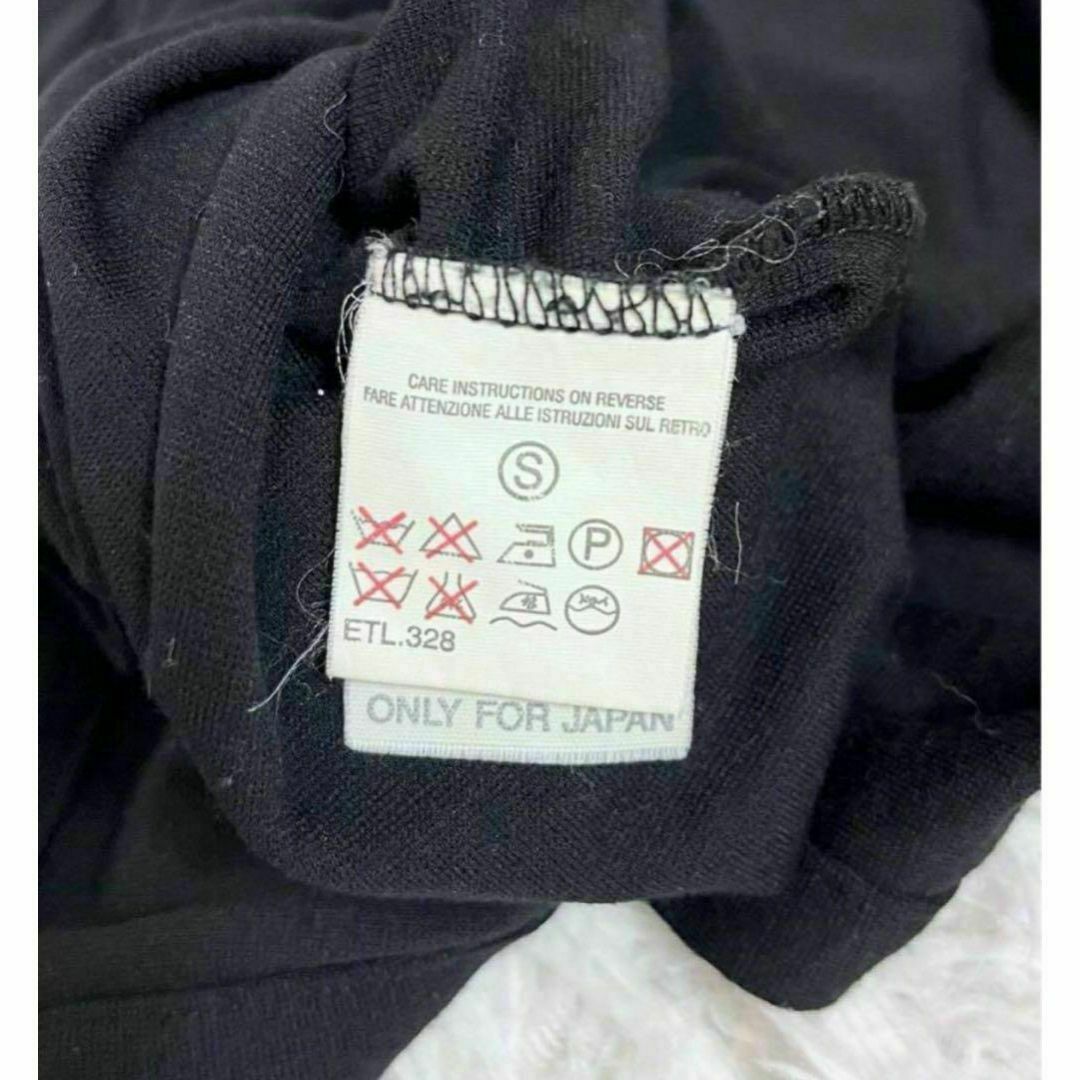 CARE INSTRUCTIONS ON REVERSE
FARE ATTENZIONE ALLE ISTRUZIONI SUL RETRO
S
P
ETL.328
ONLY FOR JAPAN